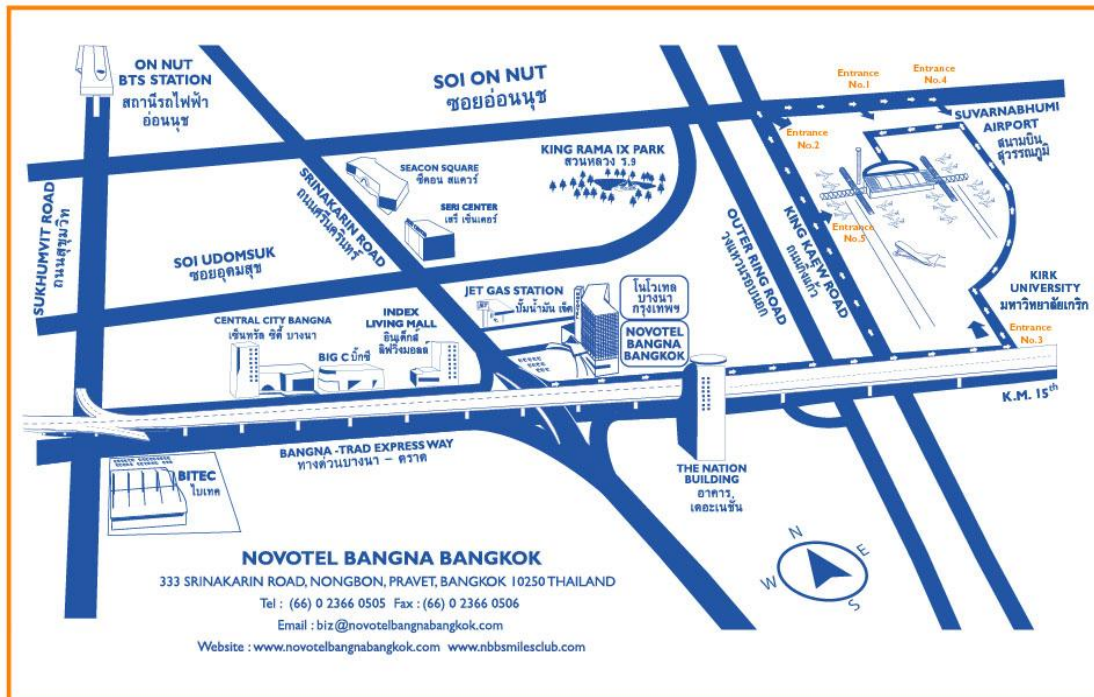 ON NUT
BTS STATION
สถานีรถไฟฟ้า
อ่อนนุช
SOI ON NUT
ซอยอ่อนนุช
Entrance
No.1
Entrance
No.4
Entrance
No.2
SUVARNABHUMI
AIRPORT
สนามบิน
สุวรรณภูมิ
SEACON SQUARE
ซีคอน สแควร์
KING RAMA IX PARK
สวนหลวง ร.9
SERI CENTER
เสรี เซ็นเตอร์
SUKHUMVIT ROAD
ถนนสุขุมวิท
SRINAKARIN ROAD
ถนนศรีนครินทร์
SOI UDOMSUK
ซอยอุดมสุข
OUTER RING ROAD
วงแหวนรอบนอก
KING KAEW ROAD
ถนนกิ่งแก้ว
Entrance
No.5
KIRK
UNIVERSITY
มหาวิทยาลัยเกริก
Entrance
No.3
JET GAS STATION
ปั๊มน้ำมัน เจ็ต
โนโวเทล
บางนา
กรุงเทพฯ
NOVOTEL
BANGNA
BANGKOK
CENTRAL CITY BANGNA
เซ็นทรัล ซิตี้ บางนา
BIG C บิ๊กซี
INDEX
LIVING MALL
อินเด็กส์
ลิฟวิ่งมอลล์
K.M. 15th
BANGNA -TRAD EXPRESS WAY
ทางด่วนบางนา – ตราด
BITEC
ไบเทค
THE NATION
BUILDING
อาคาร
เดอะเนชั่น
N
E
W
S
NOVOTEL BANGNA BANGKOK
333 SRINAKARIN ROAD, NONGBON, PRAVET, BANGKOK 10250 THAILAND
Tel : (66) 0 2366 0505 Fax : (66) 0 2366 0506
Email : biz@novotelbangnabangkok.com
Website : www.novotelbangnabangkok.com www.nbbsmilesclub.com